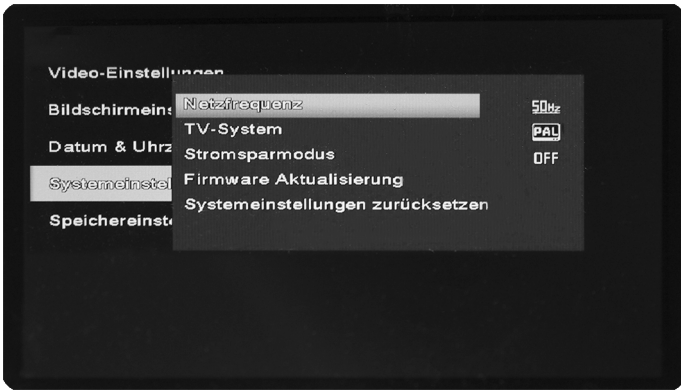 Video-Einstellungen
Bildschirmeins
Datum & Uhrz
Systemeinstel
Speichereinste
Netzfrequenz 50Hz
TV-System PAL
Stromsparmodus OFF
Firmware Aktualisierung
Systemeinstellungen zurücksetzen